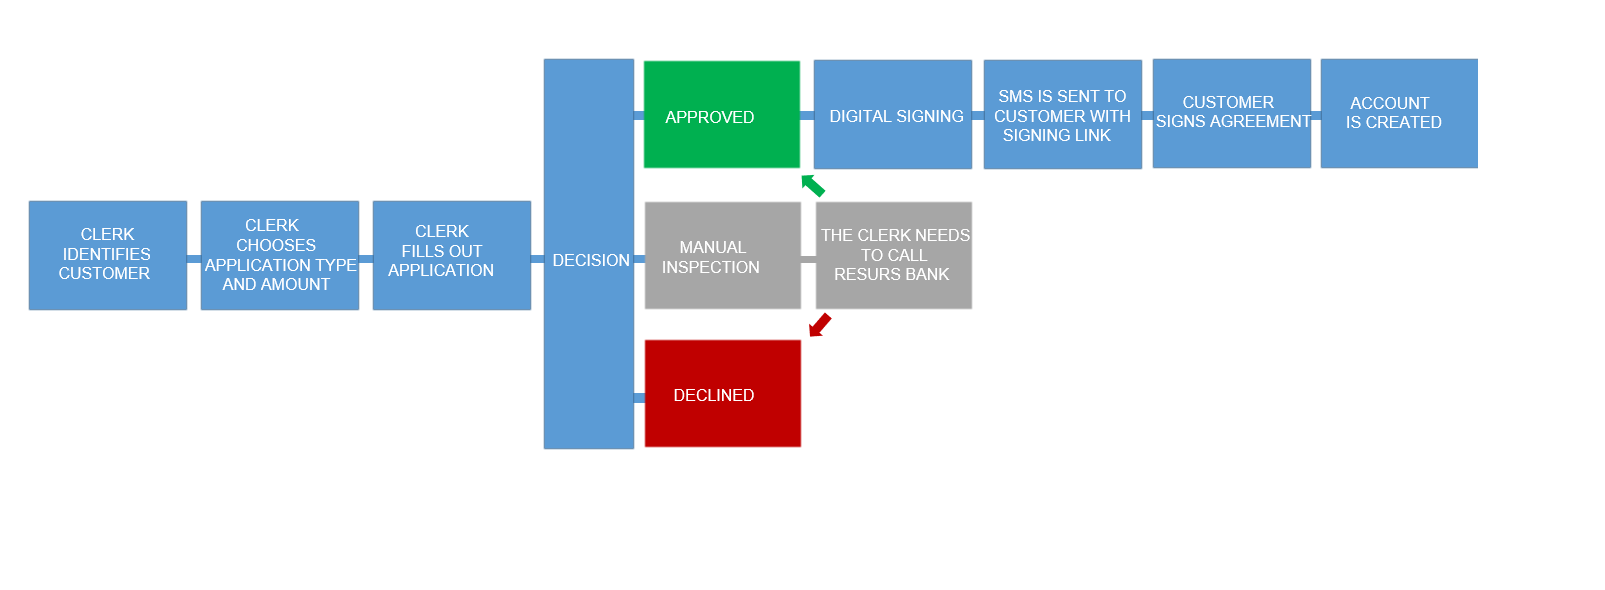 CLERK
IDENTIFIES
CUSTOMER
CLERK
CHOOSES
APPLICATION TYPE
AND AMOUNT
CLERK
FILLS OUT
APPLICATION
DECISION
APPROVED
DIGITAL SIGNING
SMS IS SENT TO
CUSTOMER WITH
SIGNING LINK
CUSTOMER
SIGNS AGREEMENT
ACCOUNT
IS CREATED
MANUAL
INSPECTION
THE CLERK NEEDS
TO CALL
RESURS BANK
DECLINED